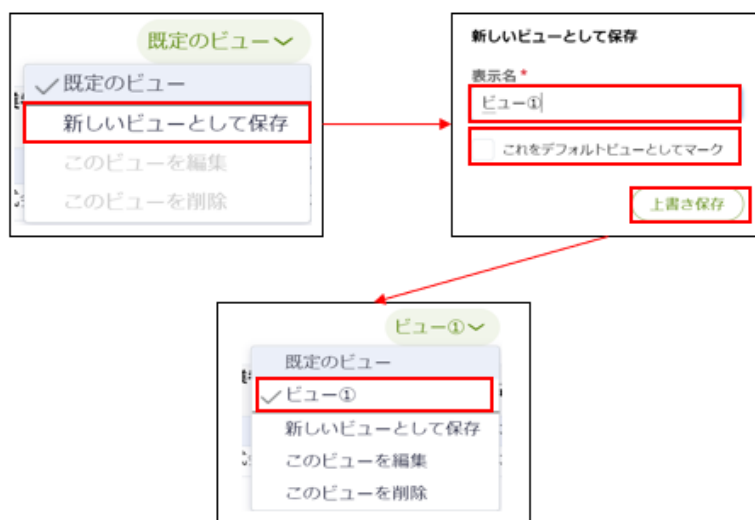 既定のビュー
既定のビュー
新しいビューとして保存
このビューを編集
このビューを削除
新しいビューとして保存
表示名*
ビュー①
これをデフォルトビューとしてマーク
上書き保存
ビュー①
既定のビュー
ビュー①
新しいビューとして保存
このビューを編集
このビューを削除